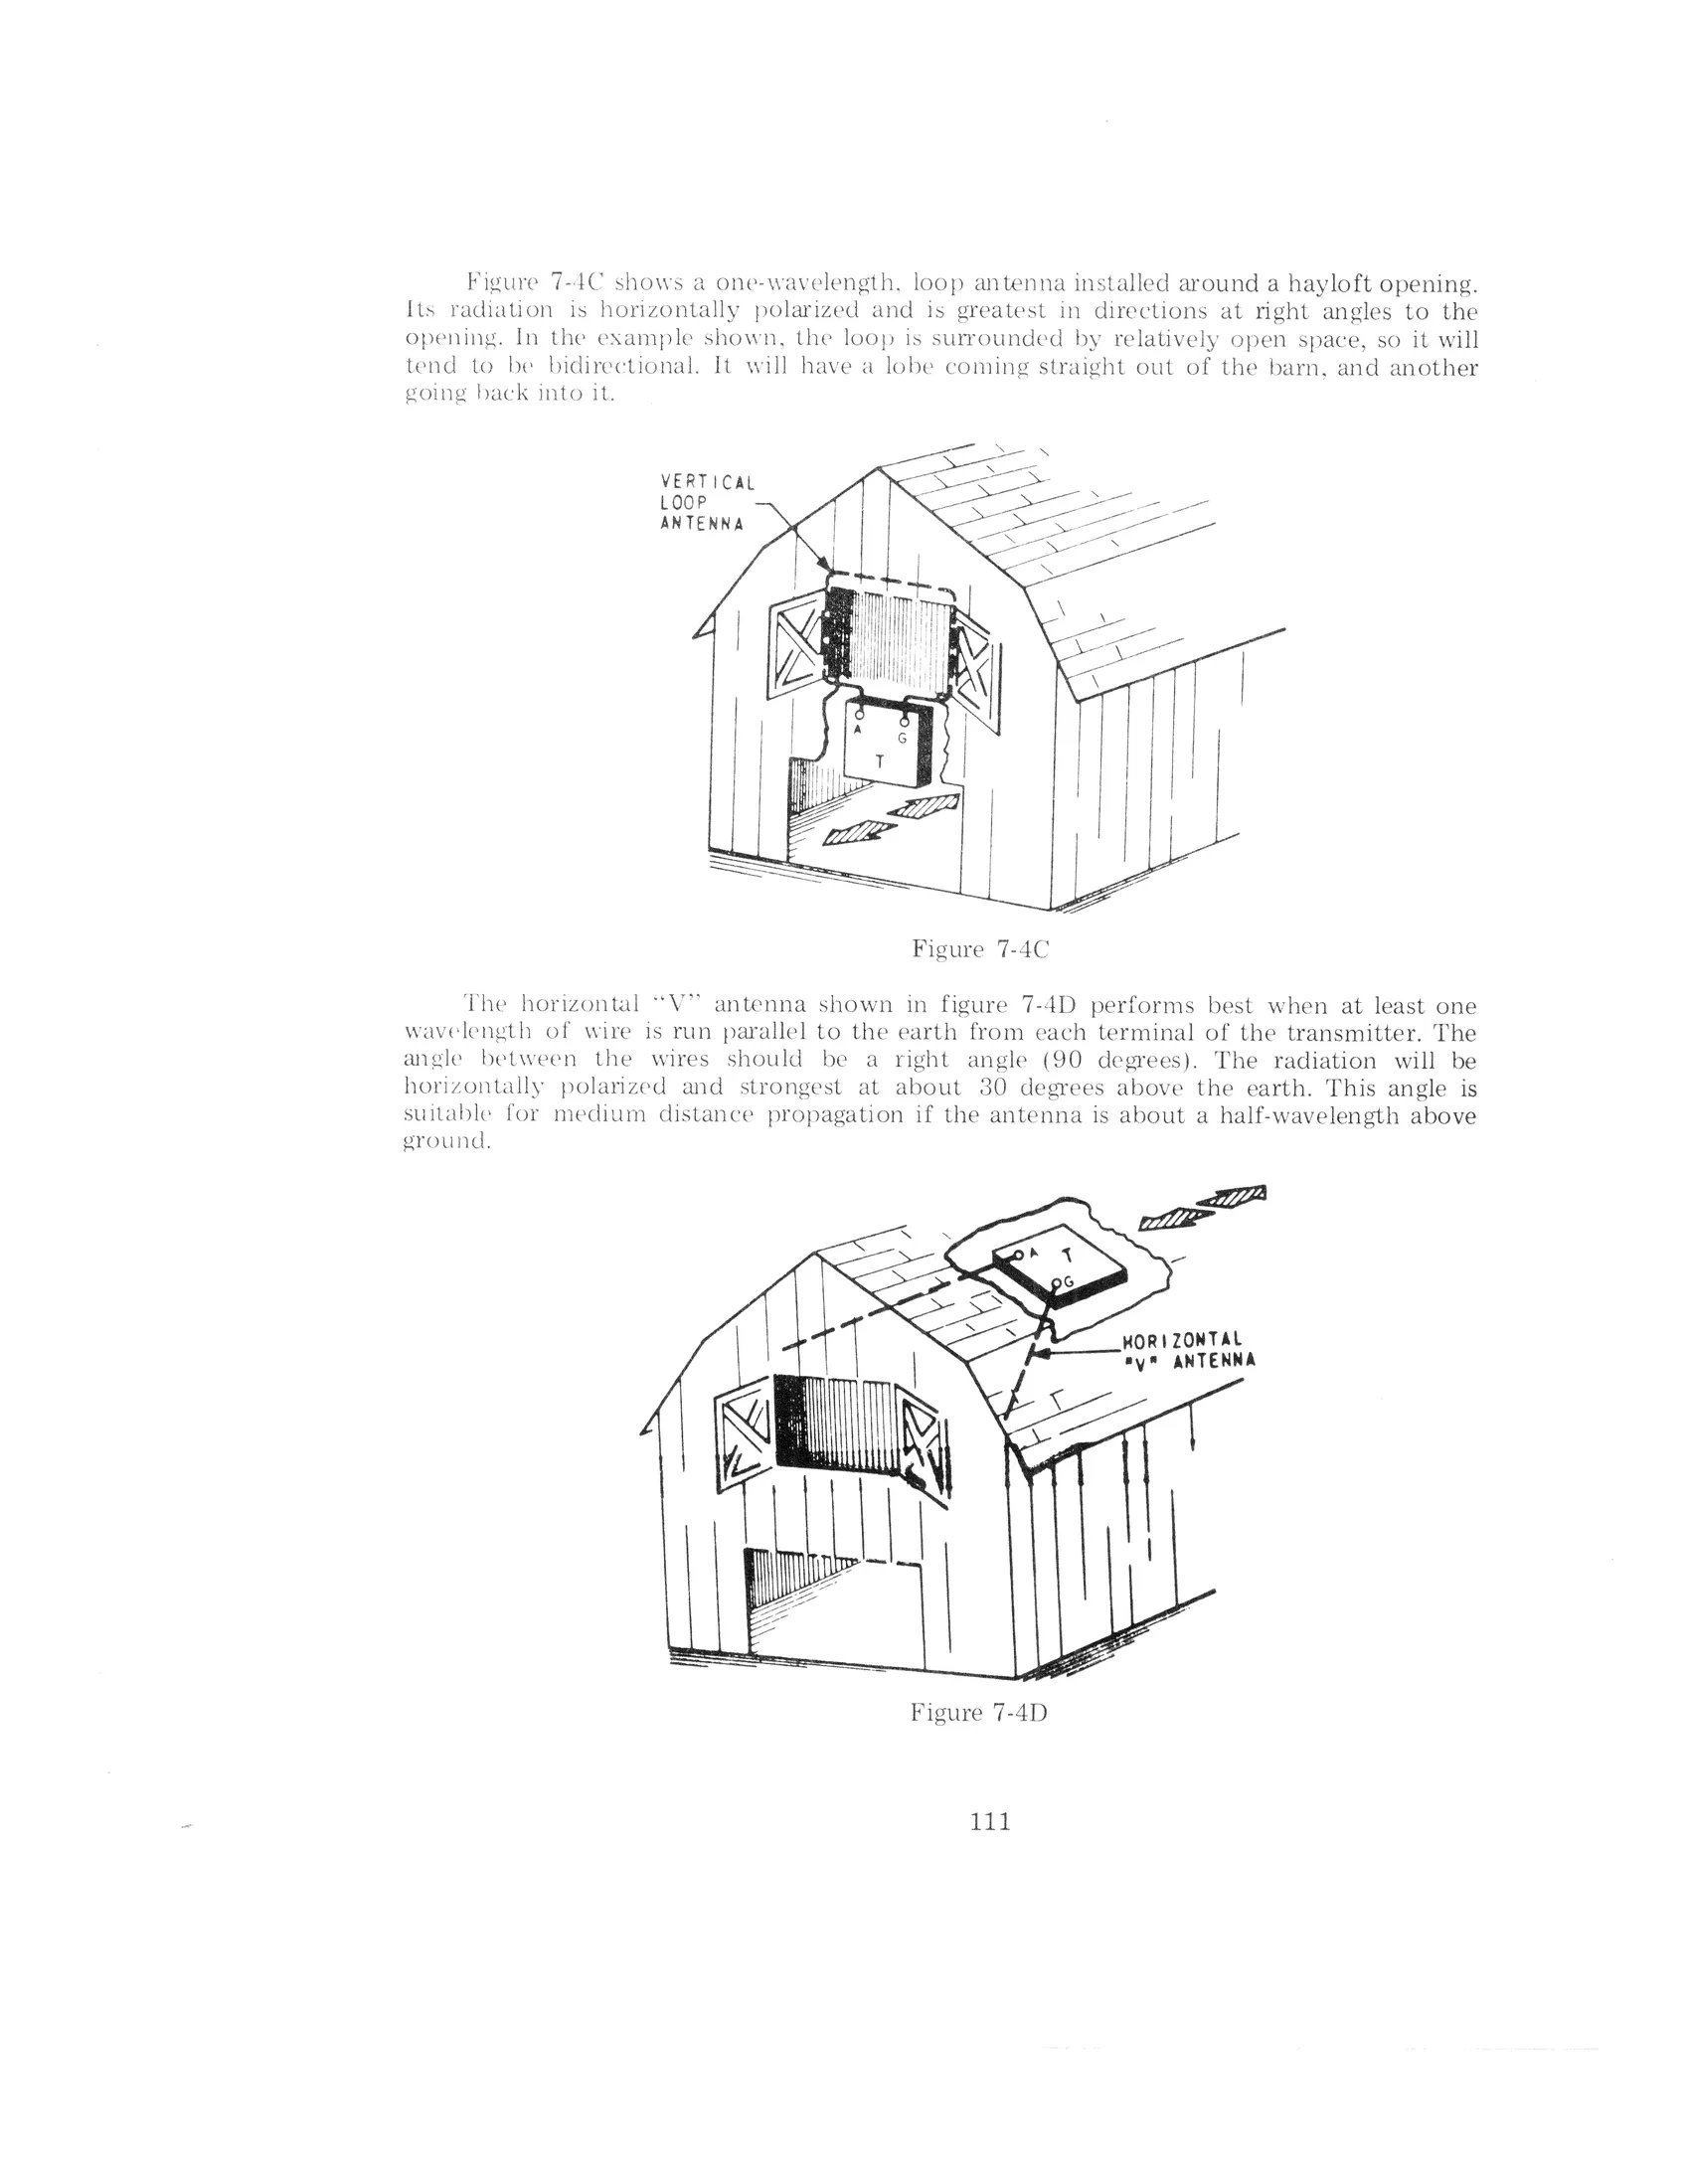 Figure 7-4C shows a one-wavelength, loop antenna installed around a hayloft opening.
Its radiation is horizontally polarized and is greatest in directions at right angles to the
opening. In the example shown, the loop is surrounded by relatively open space, so it will
tend to be bidirectional. It will have a lobe coming straight out of the barn, and another
going back into it.
VERTICAL
LOOP
ANTENNA
A
G
T
Figure 7-4C
The horizontal “V” antenna shown in figure 7-4D performs best when at least one
wavelength of wire is run parallel to the earth from each terminal of the transmitter. The
angle between the wires should be a right angle (90 degrees). The radiation will be
horizontally polarized and strongest at about 30 degrees above the earth. This angle is
suitable for medium distance propagation if the antenna is about a half-wavelength above
ground.
A T
G
HORIZONTAL
"V" ANTENNA
Figure 7-4D
111